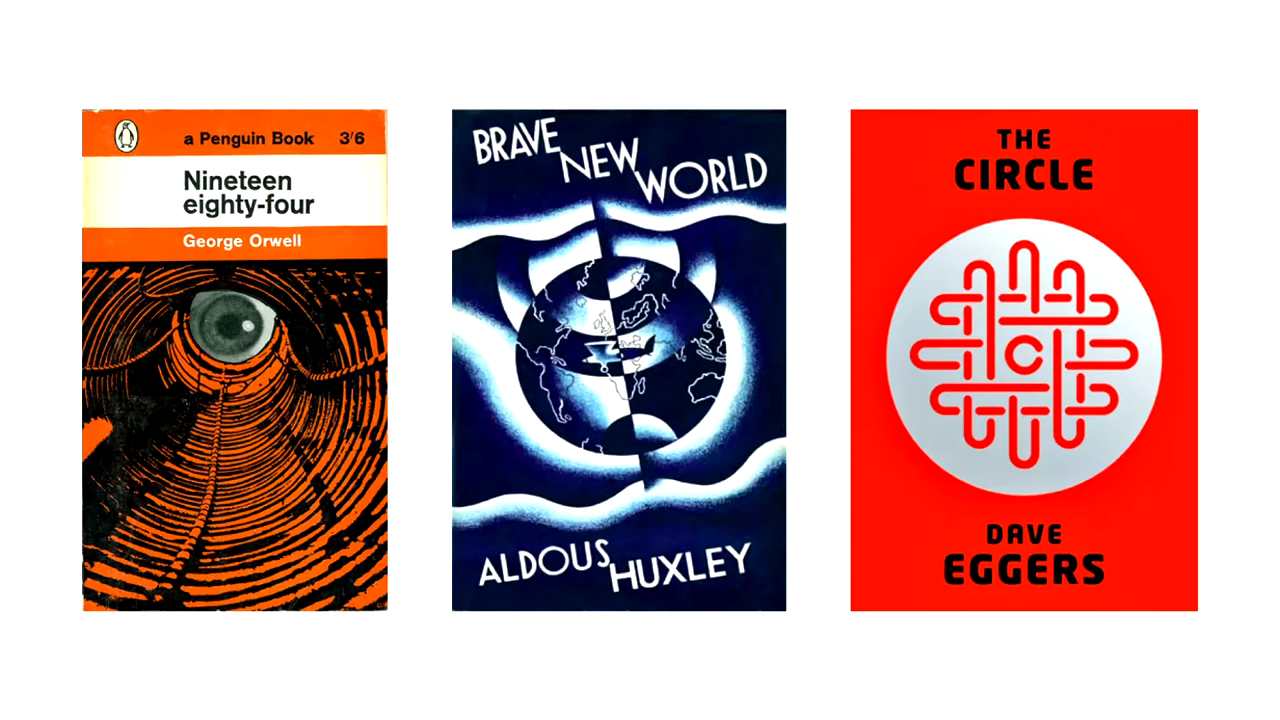 a Penguin Book 3/6
Nineteen
eighty-four
George Orwell
BRAVE
NEW
WORLD
ALDOUS
HUXLEY
THE
CIRCLE
C
DAVE
EGGERS